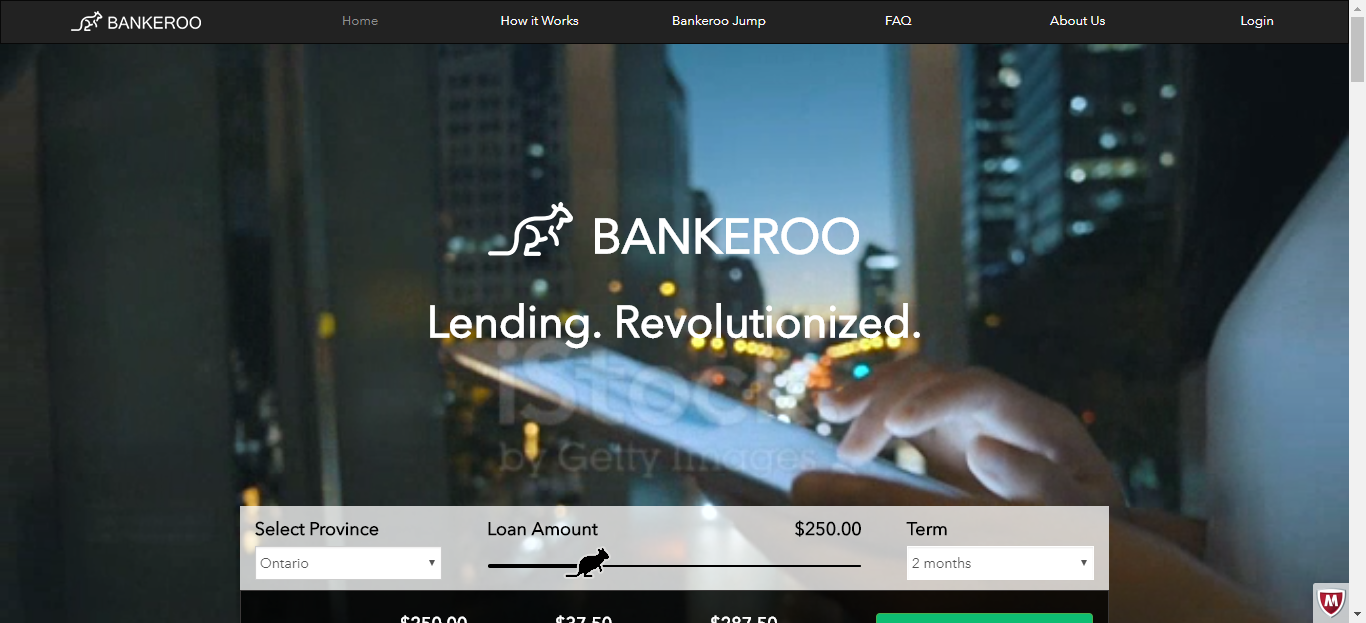 BANKEROO Home How it Works Bankeroo Jump FAQ About Us Login
BANKEROO
Lending. Revolutionized.
iStock
by Getty Images
Select Province Loan Amount $250.00 Term
Ontario 2 months
$250.00 $37.50 $287.50